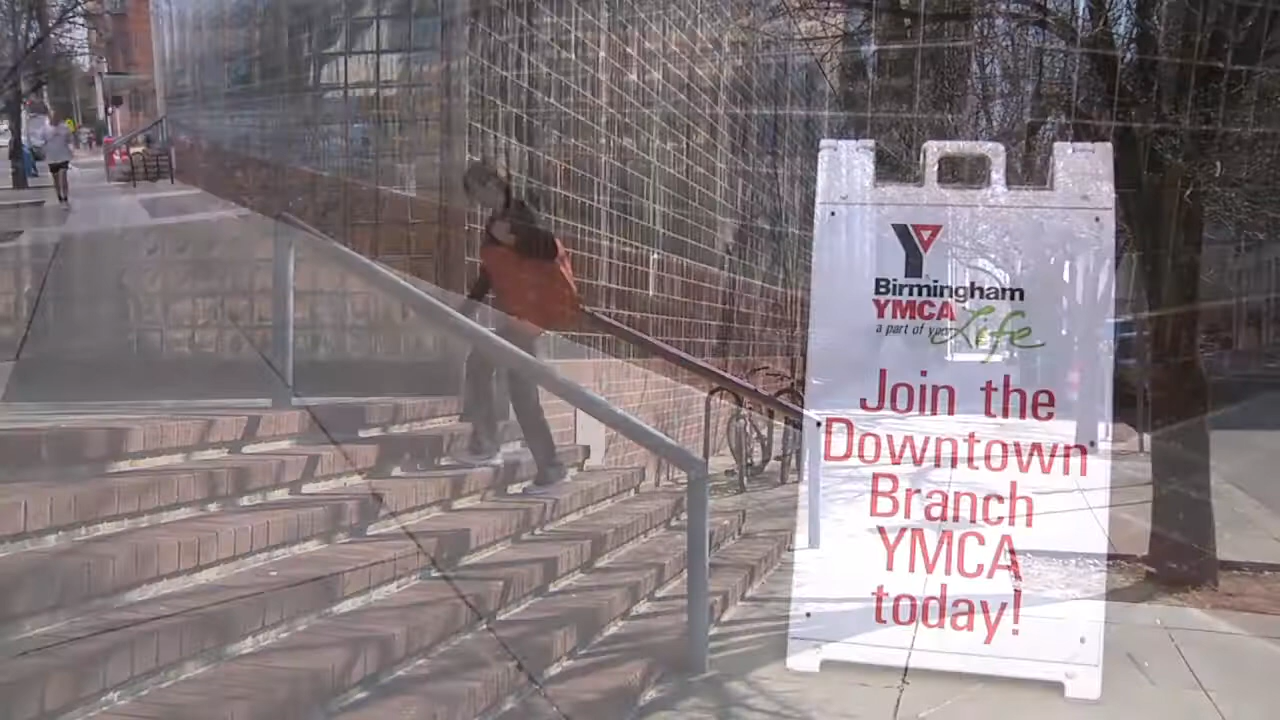 Birmingham
YMCA
a part of your Life
Join the
Downtown
Branch
YMCA
today!